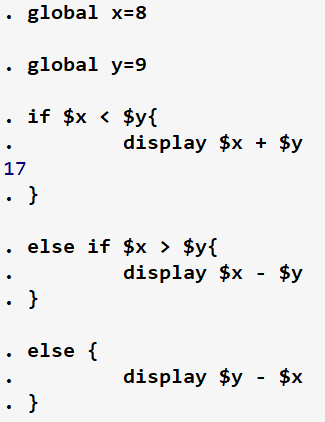 . global x=8
. global y=9
. if $x < $y{
.         display $x + $y
17
. }
. else if $x > $y{
.         display $x - $y
. }
. else {
.         display $y - $x
. }